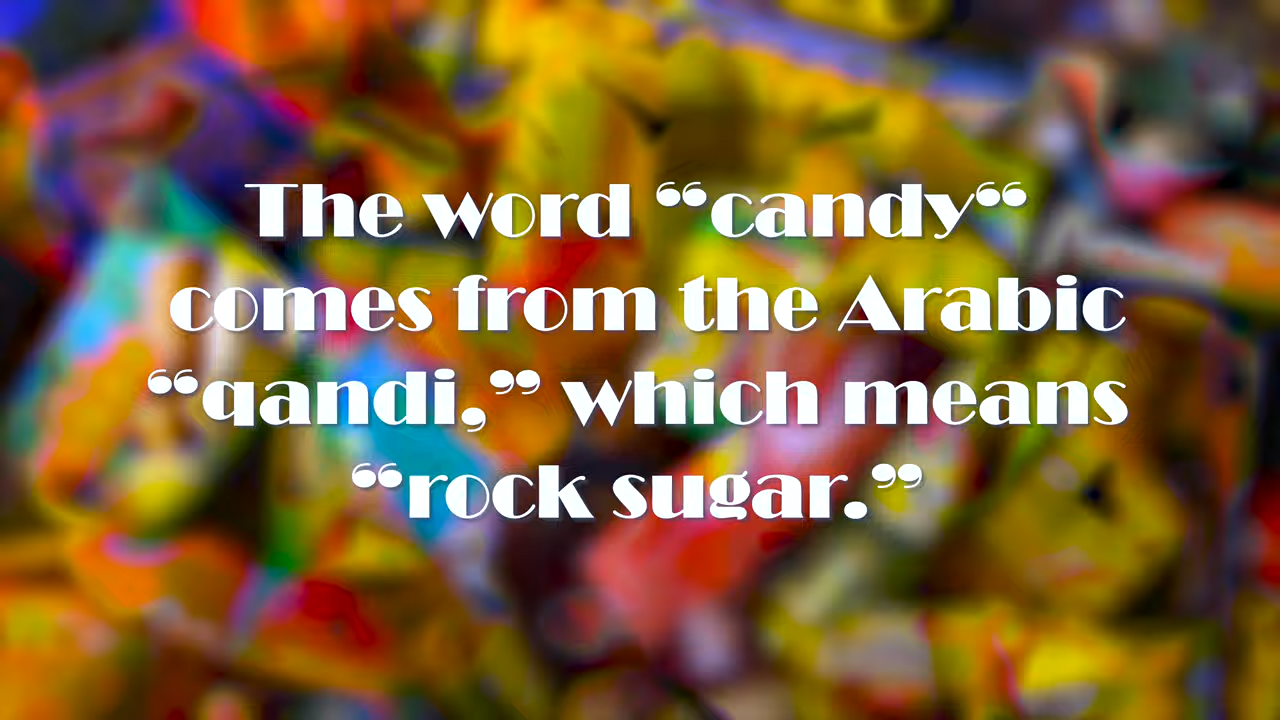 The word “candy“
comes from the Arabic
“qandi,” which means
“rock sugar.”